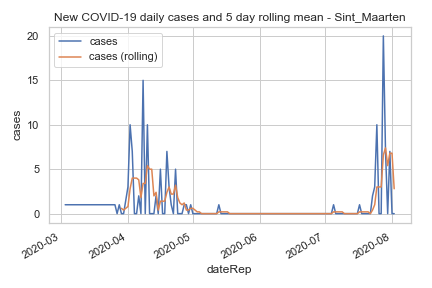 New COVID-19 daily cases and 5 day rolling mean - Sint_Maarten
cases
cases (rolling)
20
15
10
5
0
cases
2020-03
2020-04
2020-05
2020-06
2020-07
2020-08
dateRep